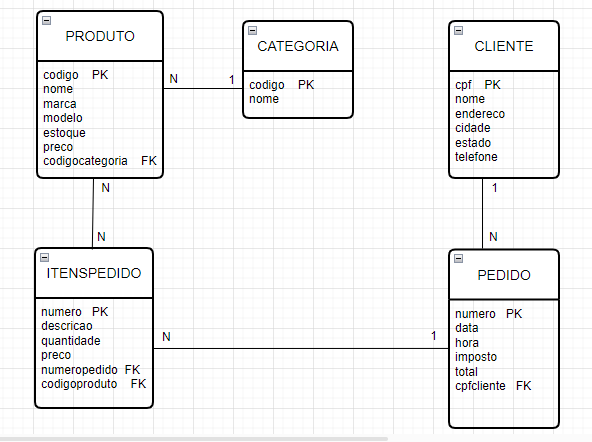 PRODUTO
codigo PK
nome
marca
modelo
estoque
preco
codigocategoria FK
N
1
CATEGORIA
codigo PK
nome
CLIENTE
cpf PK
nome
endereco
cidade
estado
telefone
N
N
1
N
ITENSPEDIDO
numero PK
descricao
quantidade
preco
numeropedido FK
codigoproduto FK
N
1
PEDIDO
numero PK
data
hora
imposto
total
cpfcliente FK